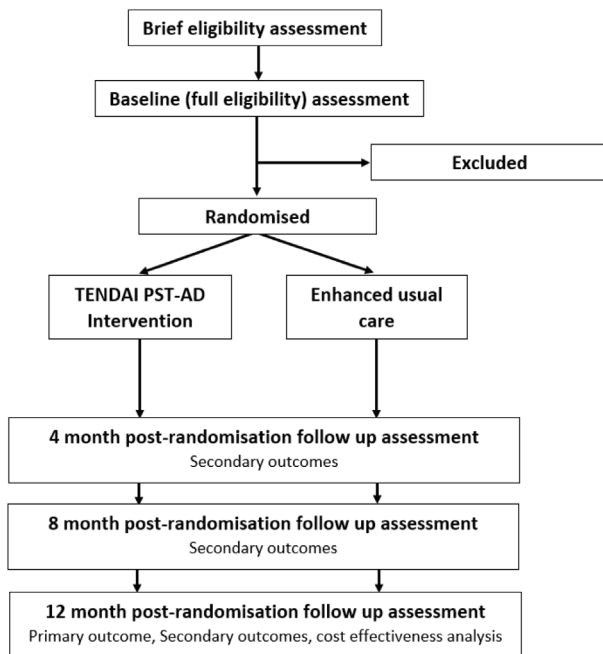 Brief eligibility assessment
Baseline (full eligibility) assessment
Excluded
Randomised
TENDAI PST-AD
Intervention
Enhanced usual
care
4 month post-randomisation follow up assessment
Secondary outcomes
8 month post-randomisation follow up assessment
Secondary outcomes
12 month post-randomisation follow up assessment
Primary outcome, Secondary outcomes, cost effectiveness analysis